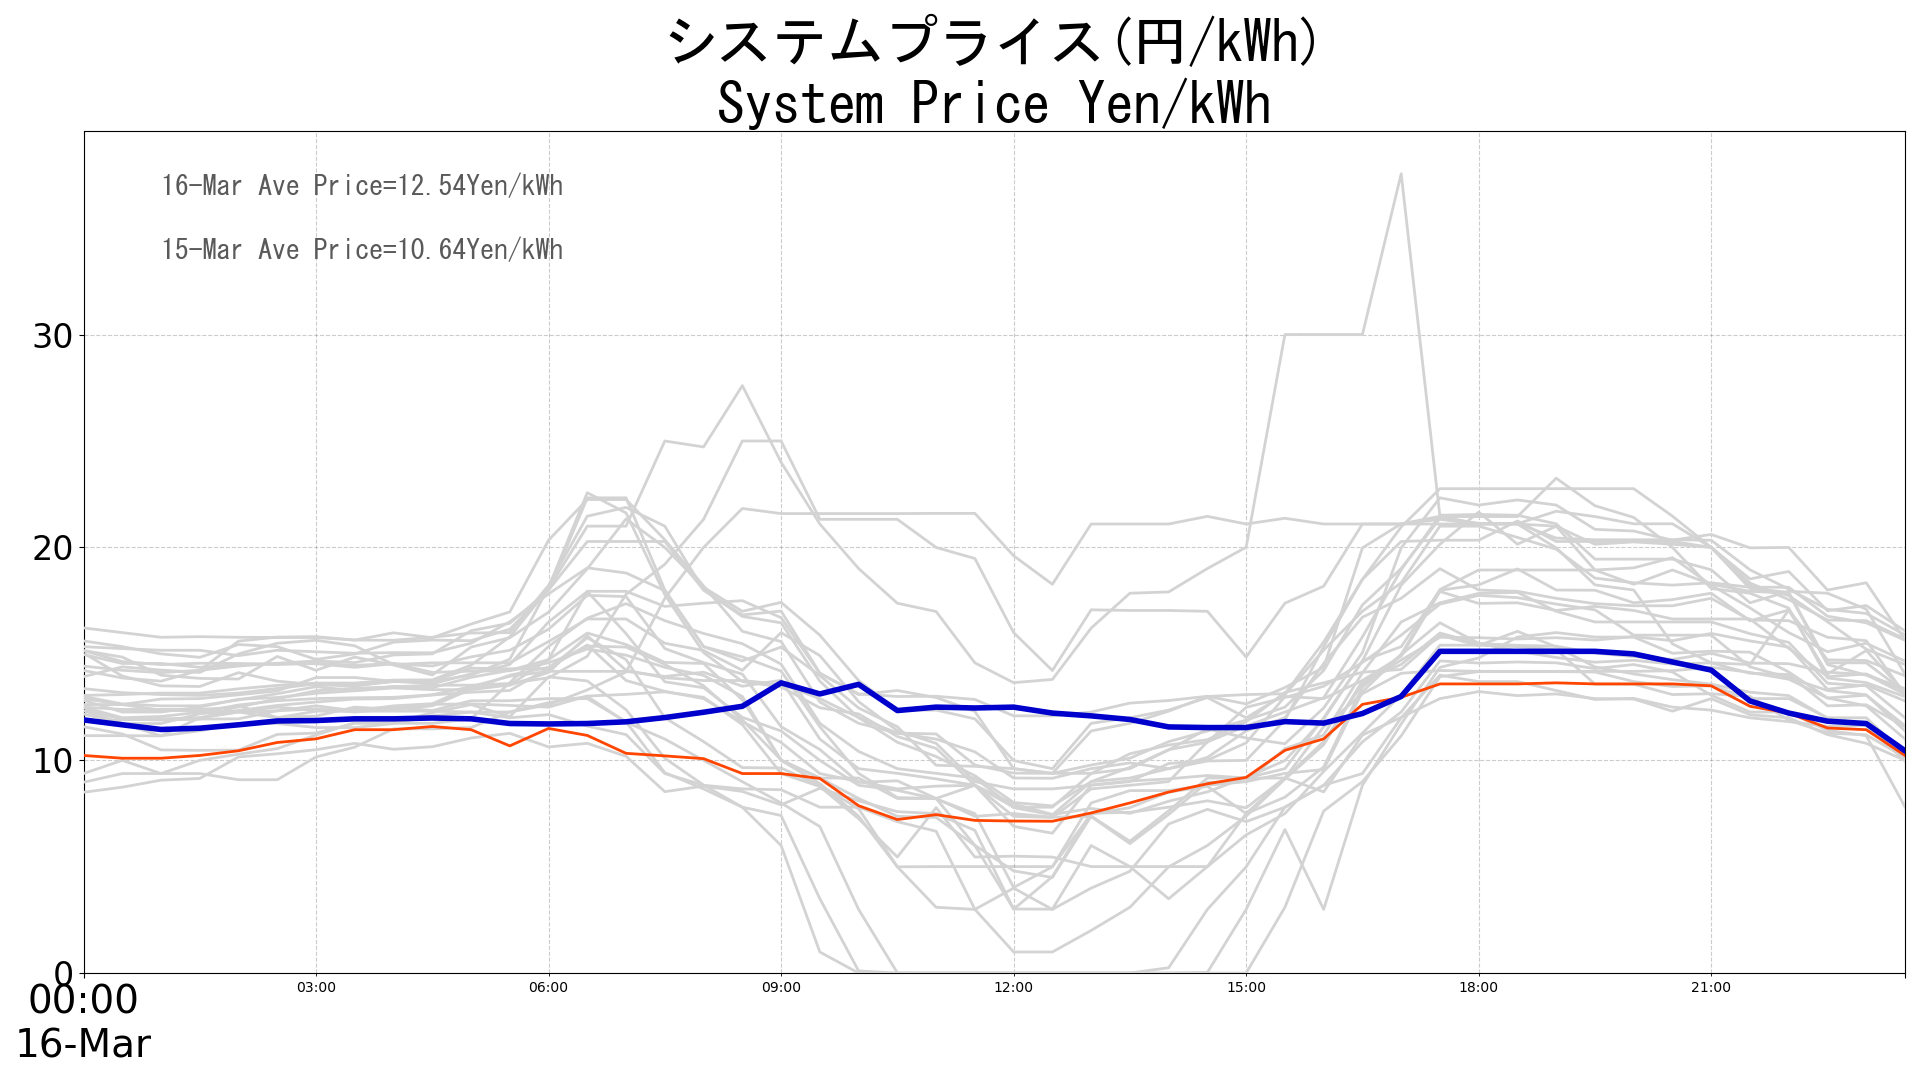 システムプライス(円/kWh)
System Price Yen/kWh
16-Mar Ave Price=12.54Yen/kWh
15-Mar Ave Price=10.64Yen/kWh
30
20
10
0
00:00 03:00 06:00 09:00 12:00 15:00 18:00 21:00
16-Mar